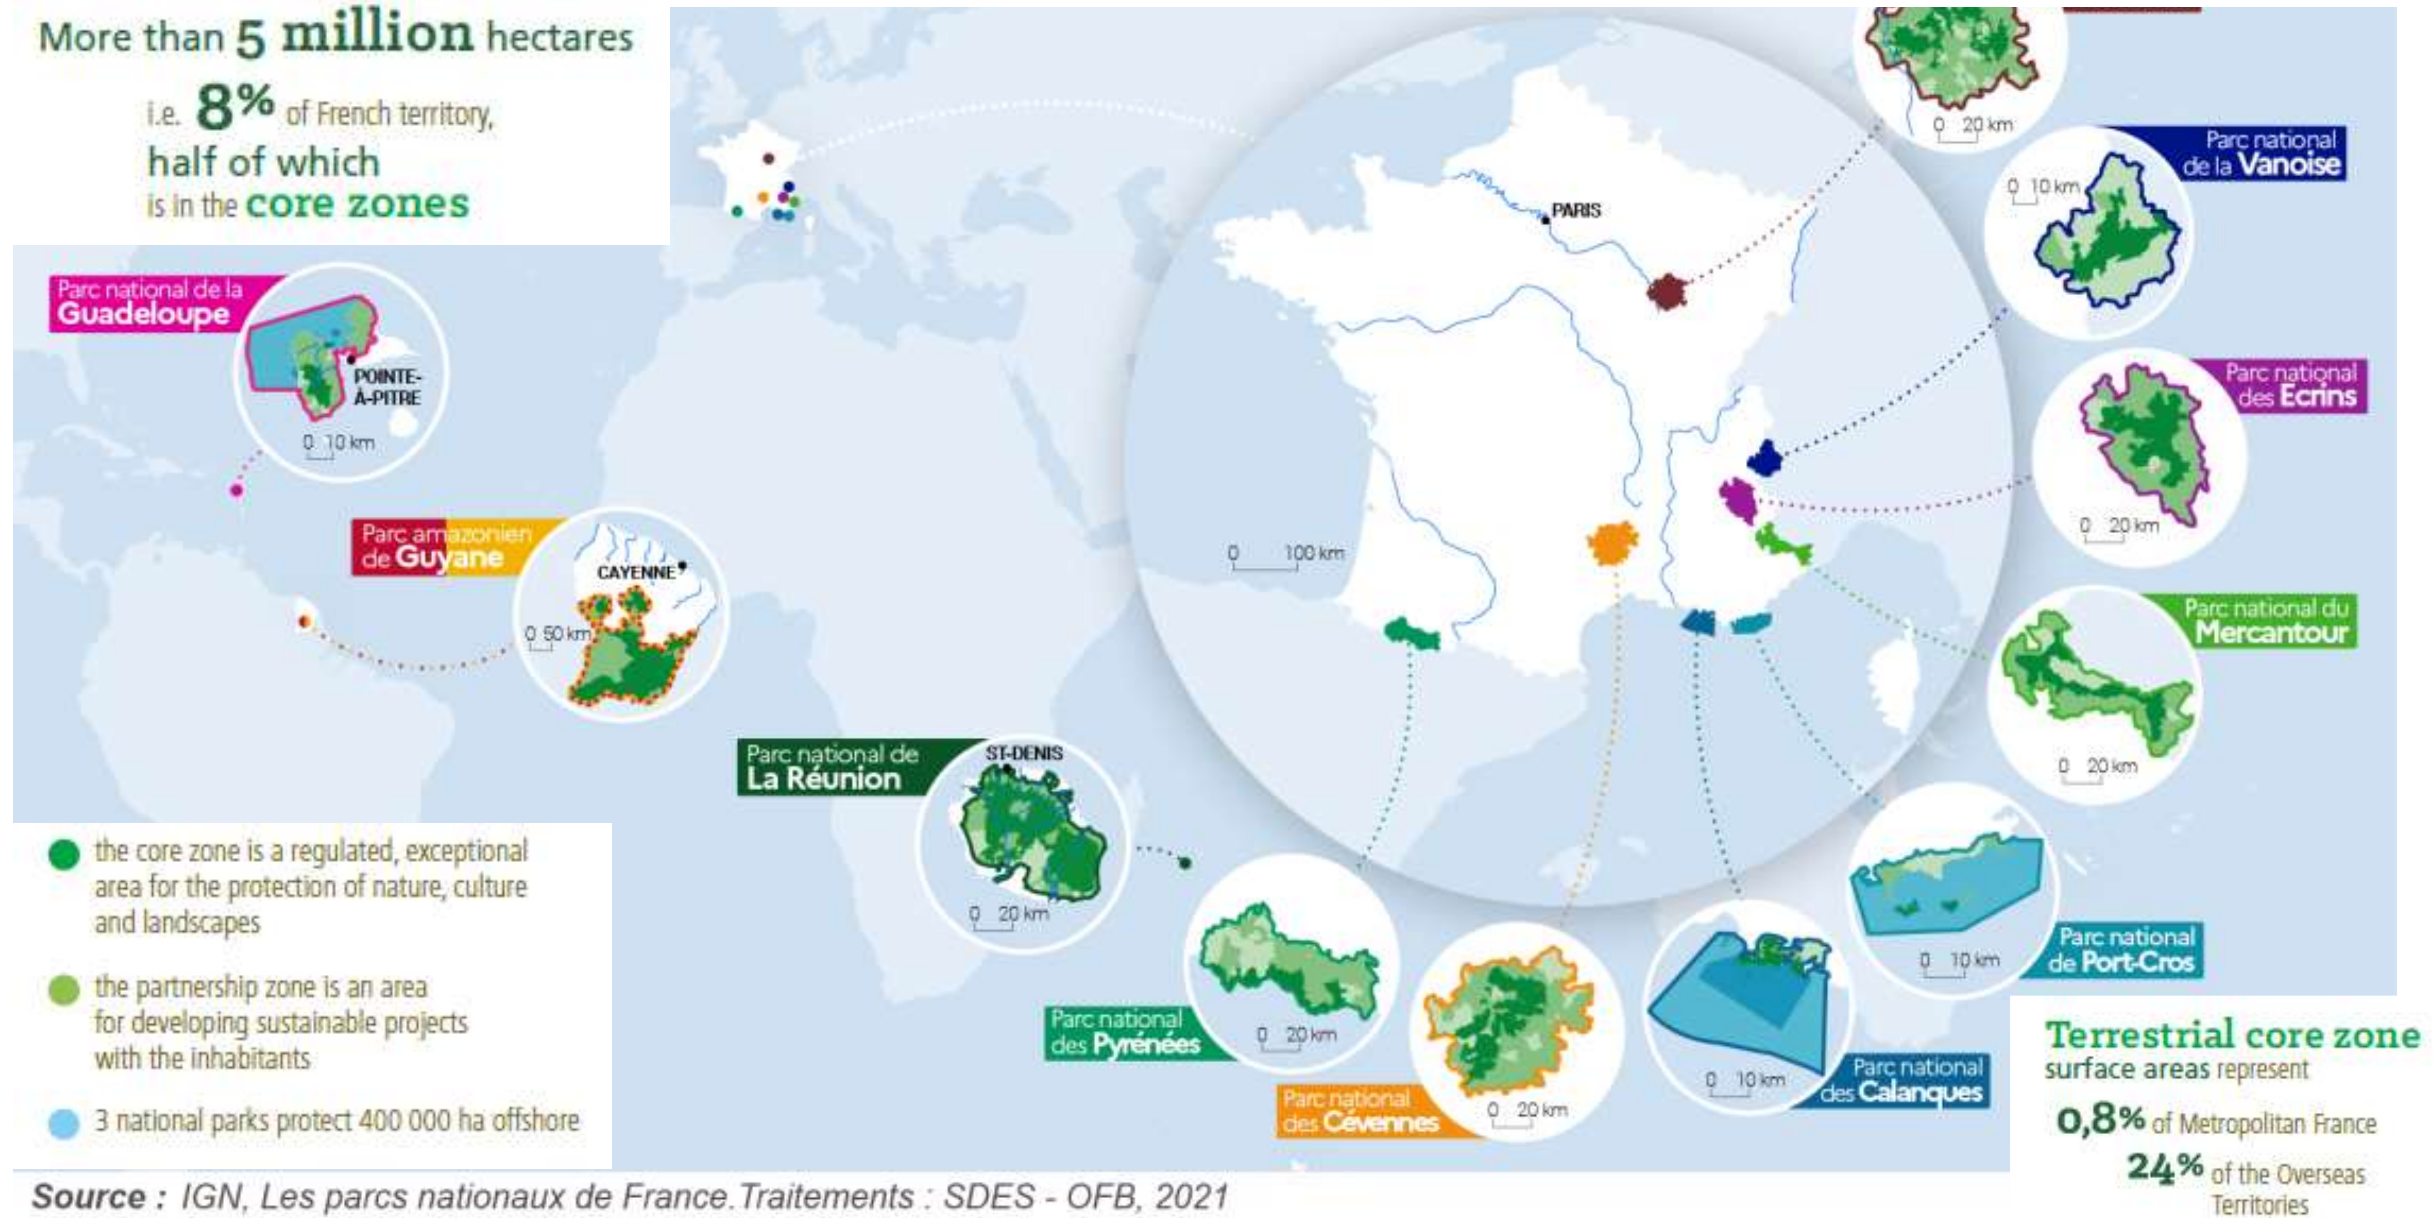 More than 5 million hectares
i.e. 8% of French territory,
half of which
is in the core zones
PARIS
0 20 km
Parc national
de la Vanoise
0 10 km
Parc national de la
Guadeloupe
POINTE-
À-PITRE
0 10 km
Parc national
des Ecrins
0 20 km
Parc amazonien
de Guyane
CAYENNE
0 50 km
0 100 km
Parc national du
Mercantour
0 20 km
Parc national de
La Réunion
ST-DENIS
0 20 km
the core zone is a regulated, exceptional
area for the protection of nature, culture
and landscapes
the partnership zone is an area
for developing sustainable projects
with the inhabitants
3 national parks protect 400 000 ha offshore
Parc national
des Pyrénées
0 20 km
Parc national
des Cévennes
0 20 km
Parc national
des Calanques
0 10 km
Parc national
de Port-Cros
0 10 km
Terrestrial core zone
surface areas represent
0,8% of Metropolitan France
24% of the Overseas
Territories
Source : IGN, Les parcs nationaux de France.Traitements : SDES - OFB, 2021